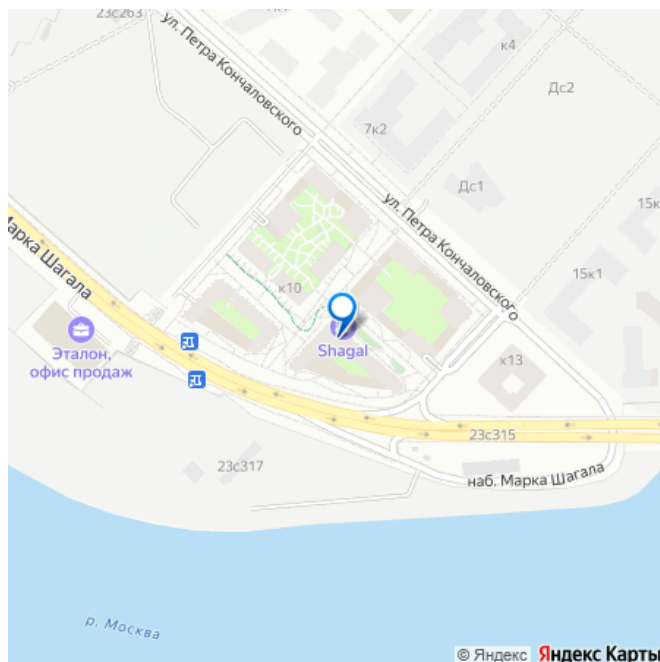 23с263
к4
ул. Петра Кончаловского
7к2
Дс2
Дс1
ул. Петра Кончаловского
15к
15к1
Марка Шагала
к10
Shagal
Эталон,
офис продаж
к13
23с315
23с317
наб. Марка Шагала
р. Москва
© Яндекс Яндекс Карты